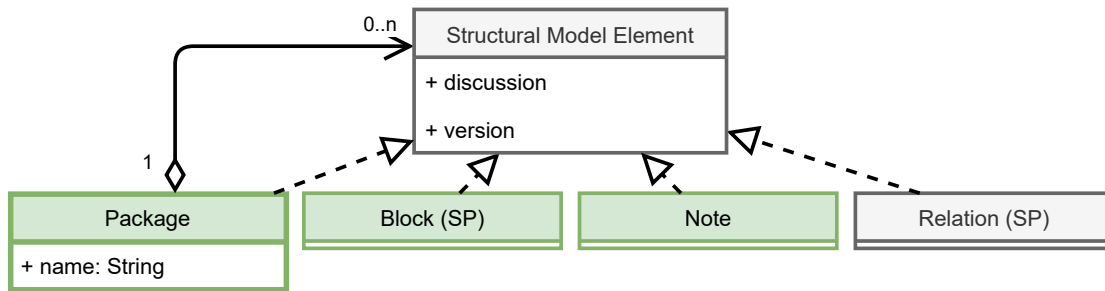 0..n
Structural Model Element
+ discussion
+ version
1
Package
Block (SP)
Note
Relation (SP)
+ name: String